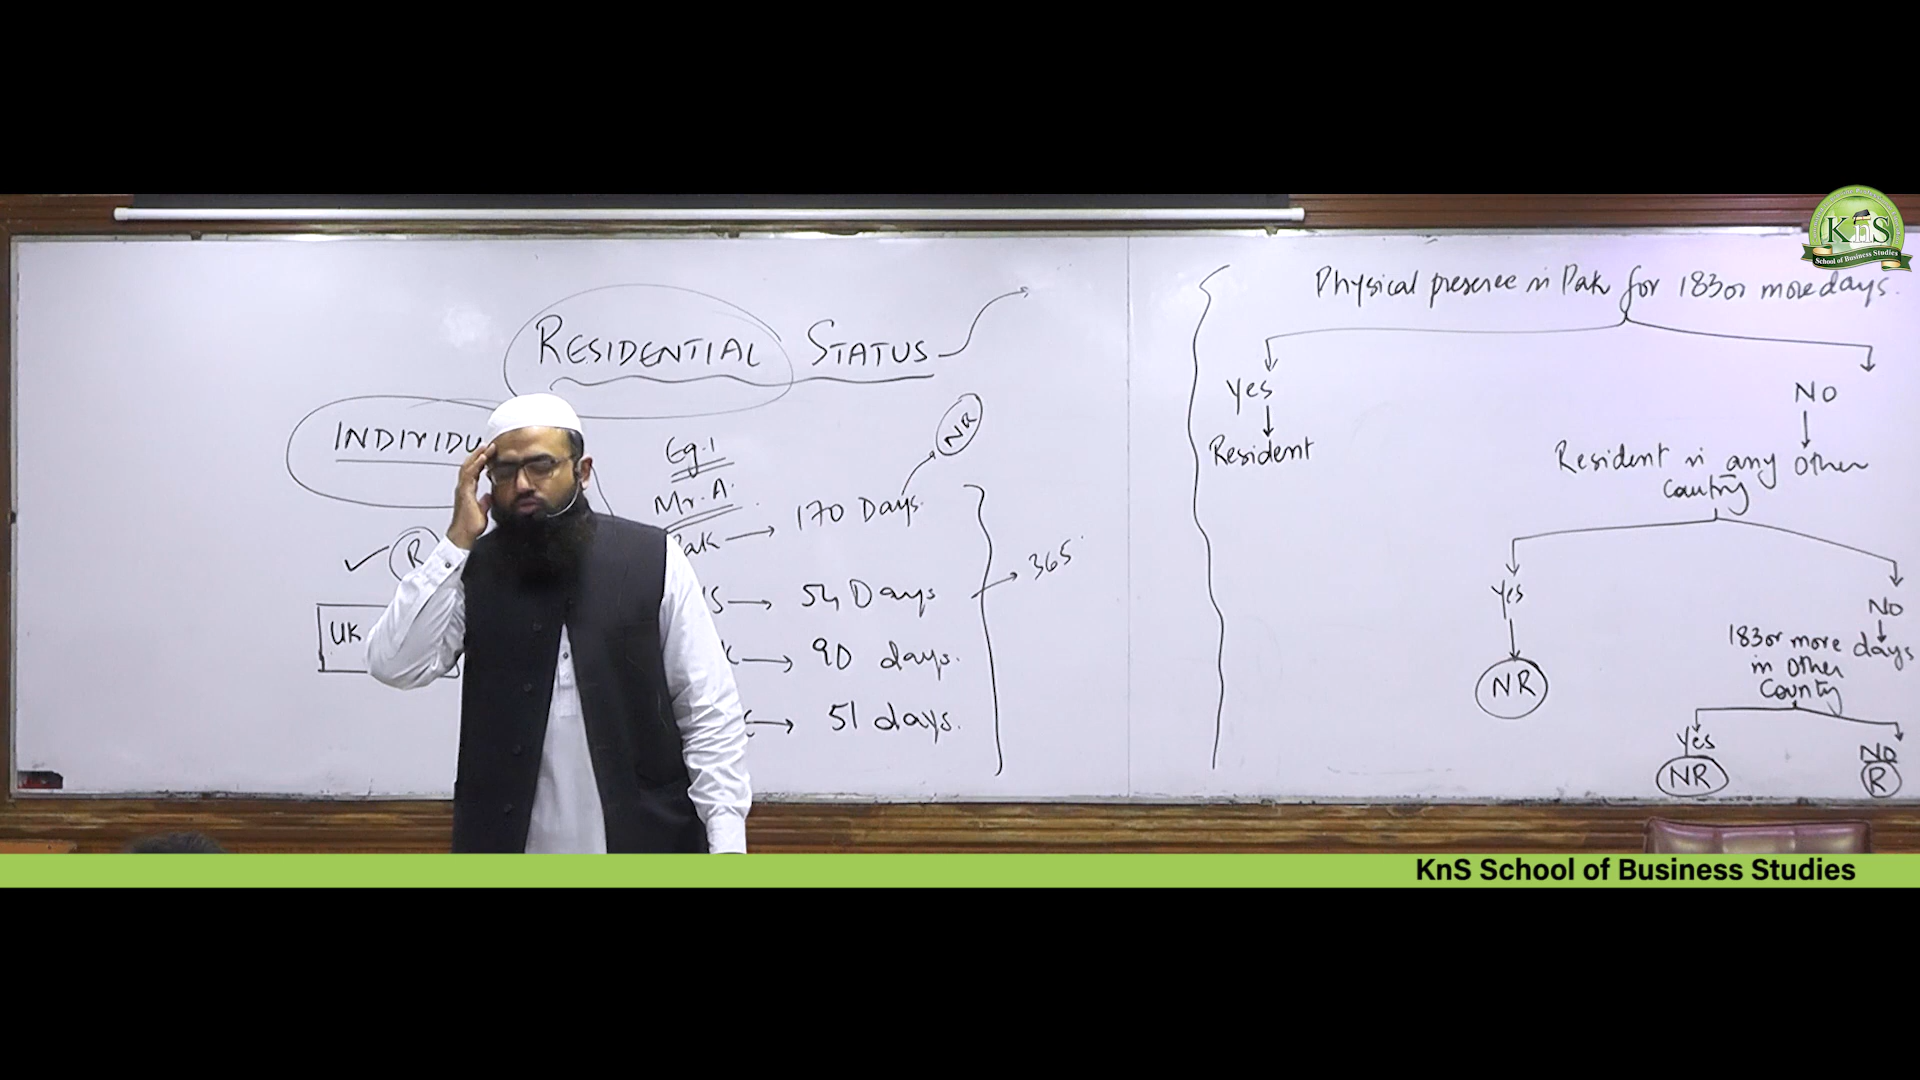 RESIDENTIAL STATUS
INDIVIDU
Eg.1
Mr. A.
Pak → 170 Days.
NR
S → 54 Days
→ 90 days.
→ 51 days.
365
R
UK
Physical presence in Pak for 183 or more days.
Yes
No
Resident
Resident in any other
Country
Yes
No
NR
183 or more days
in other
Country
Yes
No
NR
R
KnS
School of Business Studies
KnS School of Business Studies